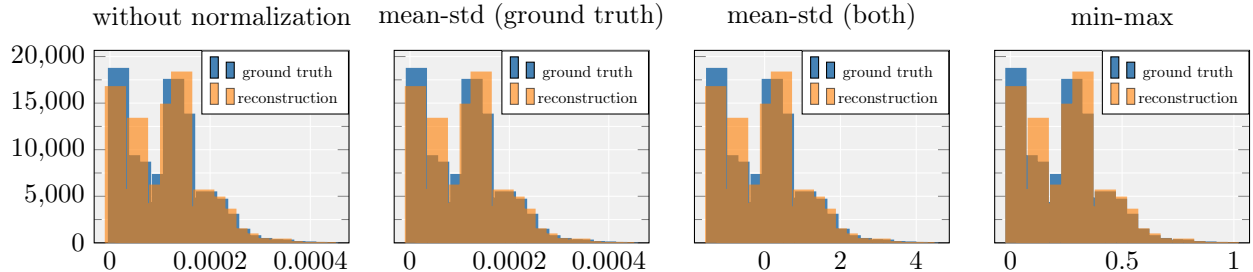 without normalization
mean-std (ground truth)
mean-std (both)
min-max
20,000
15,000
10,000
5,000
0
ground truth
reconstruction
ground truth
reconstruction
ground truth
reconstruction
ground truth
reconstruction
0 0.0002 0.0004
0 0.0002 0.0004
0 2 4
0 0.5 1